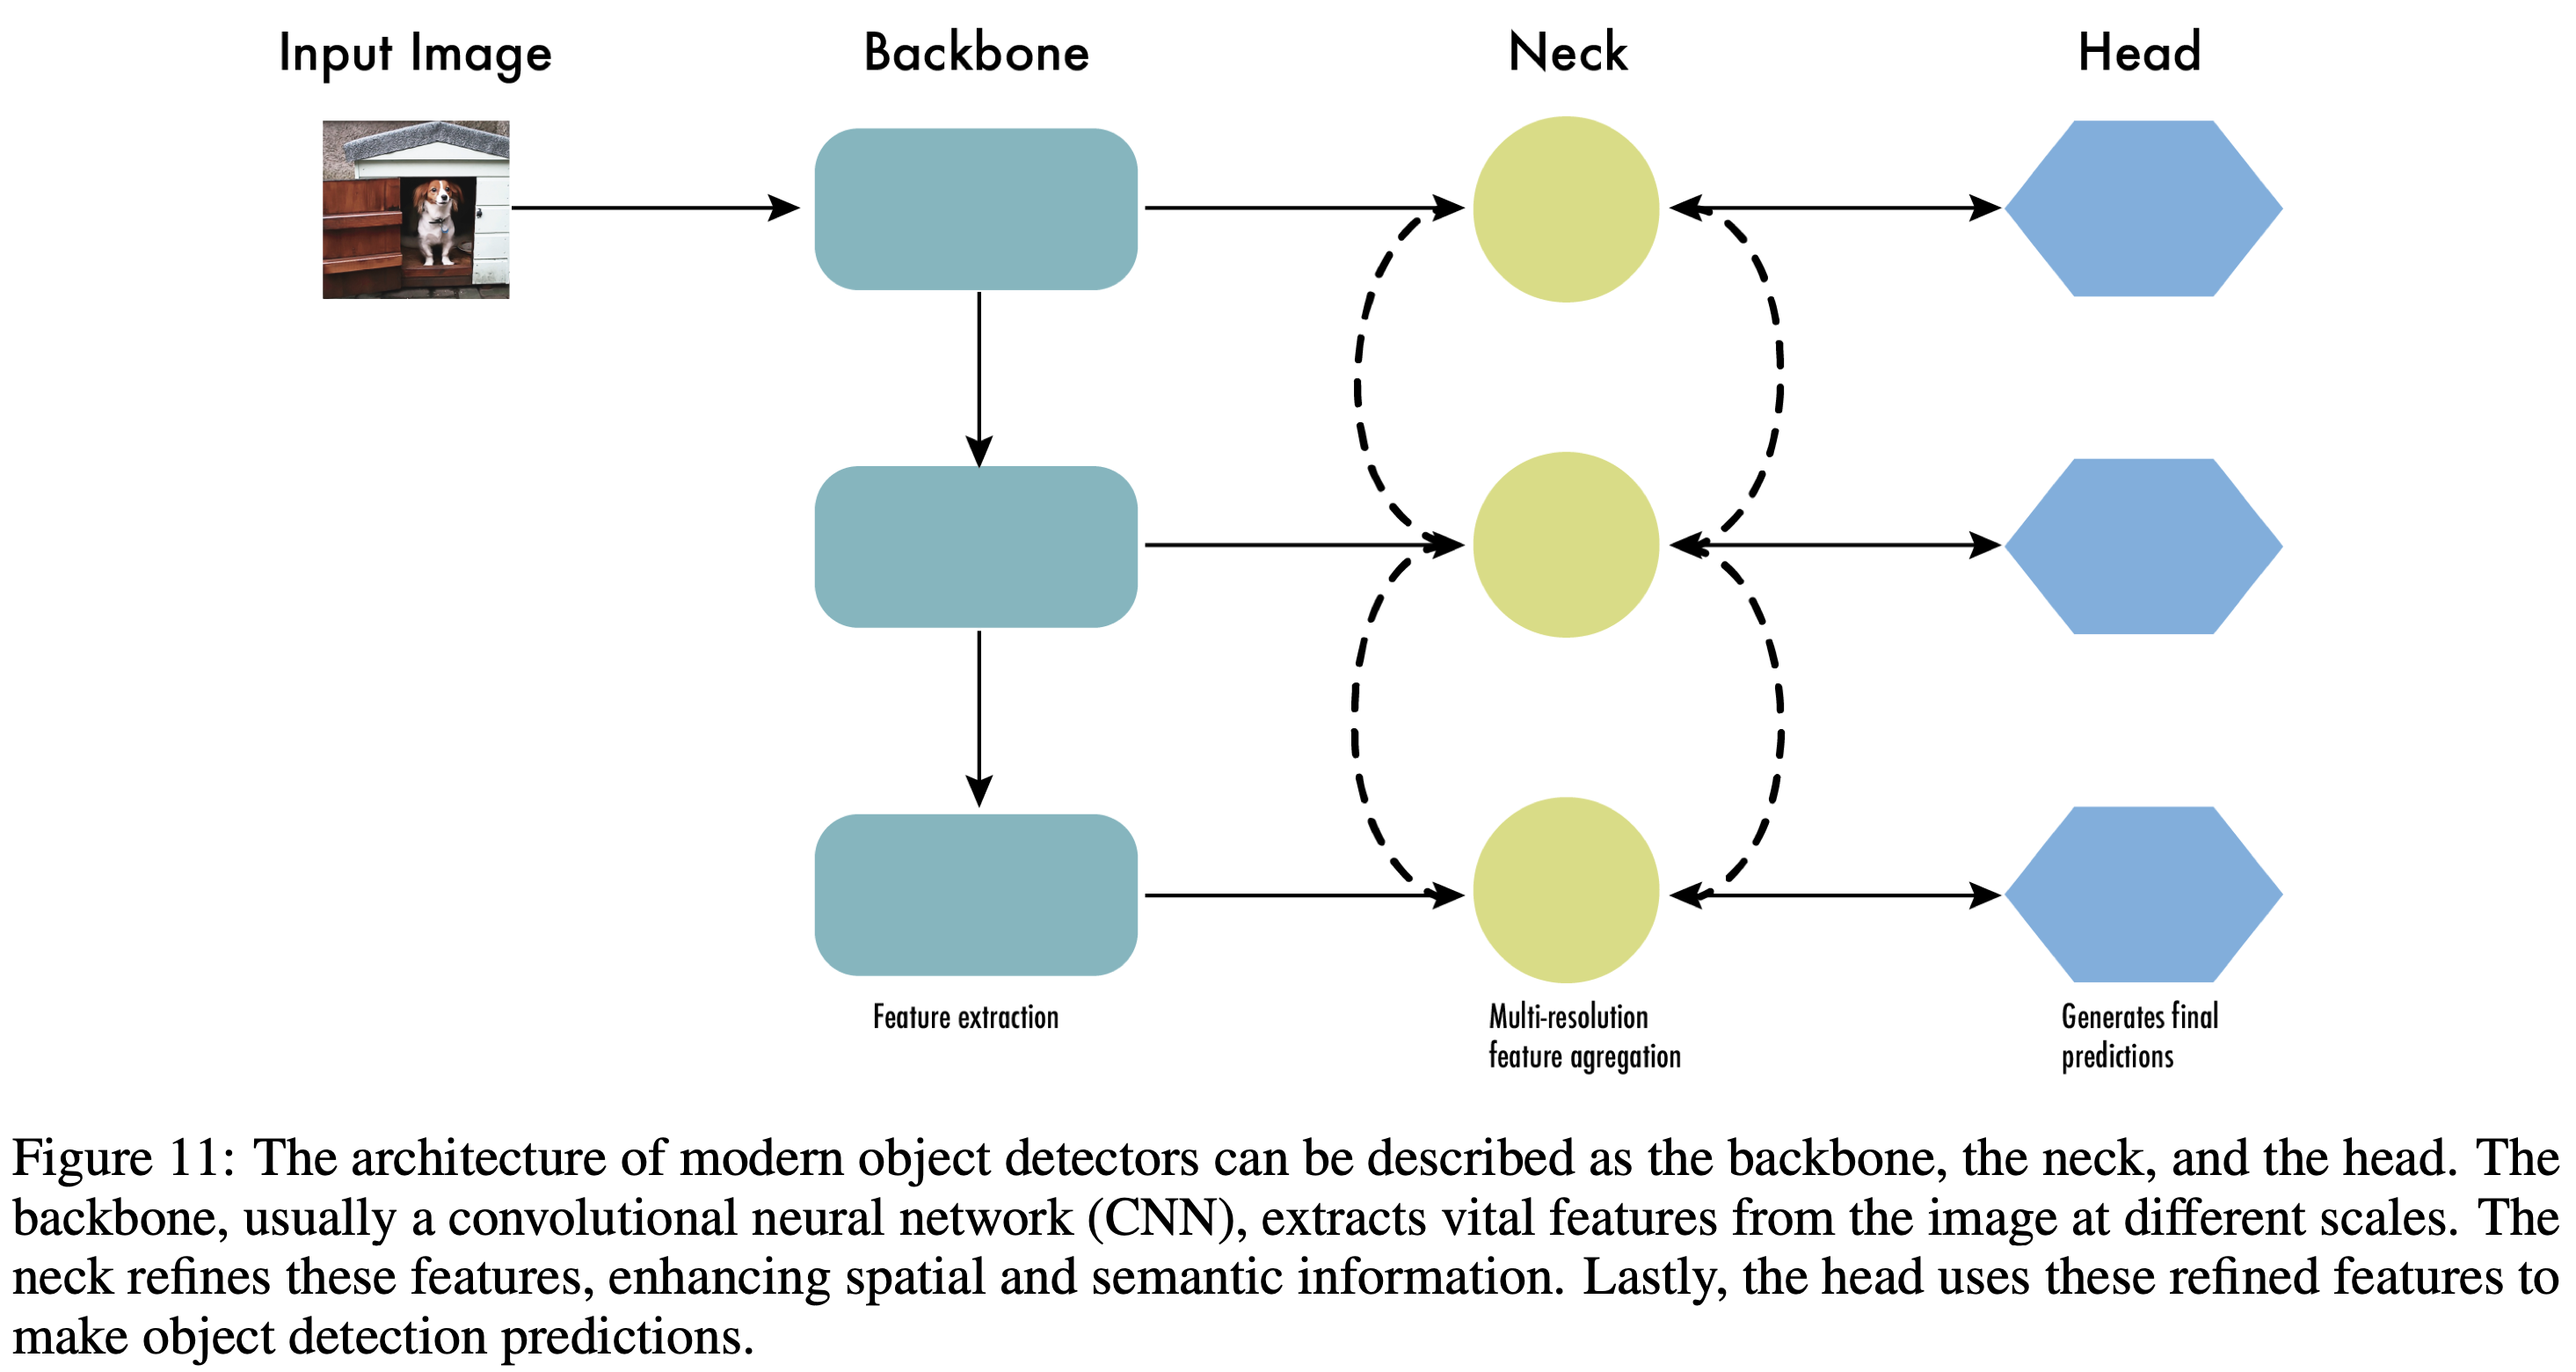 Input Image
Backbone
Neck
Head
Feature extraction
Multi-resolution
feature agregation
Generates final
predictions
Figure 11: The architecture of modern object detectors can be described as the backbone, the neck, and the head. The
backbone, usually a convolutional neural network (CNN), extracts vital features from the image at different scales. The
neck refines these features, enhancing spatial and semantic information. Lastly, the head uses these refined features to
make object detection predictions.